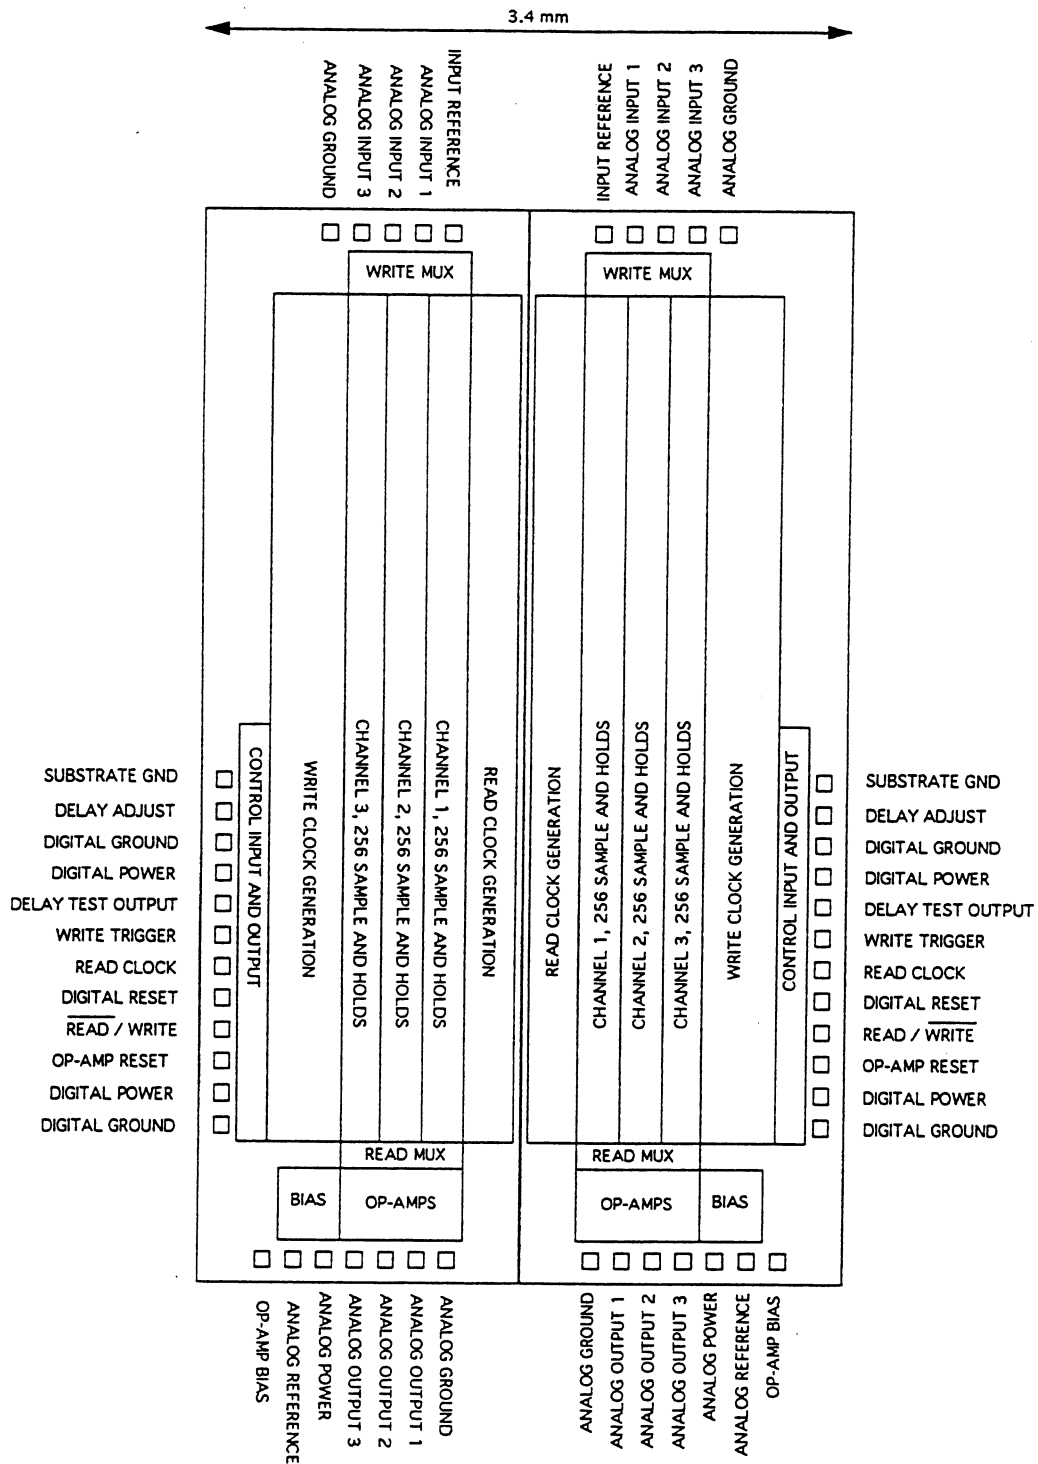 3.4 mm
ANALOG GROUND
ANALOG INPUT 3
ANALOG INPUT 2
ANALOG INPUT 1
INPUT REFERENCE
INPUT REFERENCE
ANALOG INPUT 1
ANALOG INPUT 2
ANALOG INPUT 3
ANALOG GROUND
WRITE MUX
WRITE MUX
CONTROL INPUT AND OUTPUT
WRITE CLOCK GENERATION
CHANNEL 3, 256 SAMPLE AND HOLDS
CHANNEL 2, 256 SAMPLE AND HOLDS
CHANNEL 1, 256 SAMPLE AND HOLDS
READ CLOCK GENERATION
READ CLOCK GENERATION
CHANNEL 1, 256 SAMPLE AND HOLDS
CHANNEL 2, 256 SAMPLE AND HOLDS
CHANNEL 3, 256 SAMPLE AND HOLDS
WRITE CLOCK GENERATION
CONTROL INPUT AND OUTPUT
SUBSTRATE GND
DELAY ADJUST
DIGITAL GROUND
DIGITAL POWER
DELAY TEST OUTPUT
WRITE TRIGGER
READ CLOCK
DIGITAL RESET
READ / WRITE
OP-AMP RESET
DIGITAL POWER
DIGITAL GROUND
SUBSTRATE GND
DELAY ADJUST
DIGITAL GROUND
DIGITAL POWER
DELAY TEST OUTPUT
WRITE TRIGGER
READ CLOCK
DIGITAL RESET
READ / WRITE
OP-AMP RESET
DIGITAL POWER
DIGITAL GROUND
READ MUX
READ MUX
BIAS
OP-AMPS
OP-AMPS
BIAS
OP-AMP BIAS
ANALOG REFERENCE
ANALOG POWER
ANALOG OUTPUT 3
ANALOG OUTPUT 2
ANALOG OUTPUT 1
ANALOG GROUND
ANALOG GROUND
ANALOG OUTPUT 1
ANALOG OUTPUT 2
ANALOG OUTPUT 3
ANALOG POWER
ANALOG REFERENCE
OP-AMP BIAS